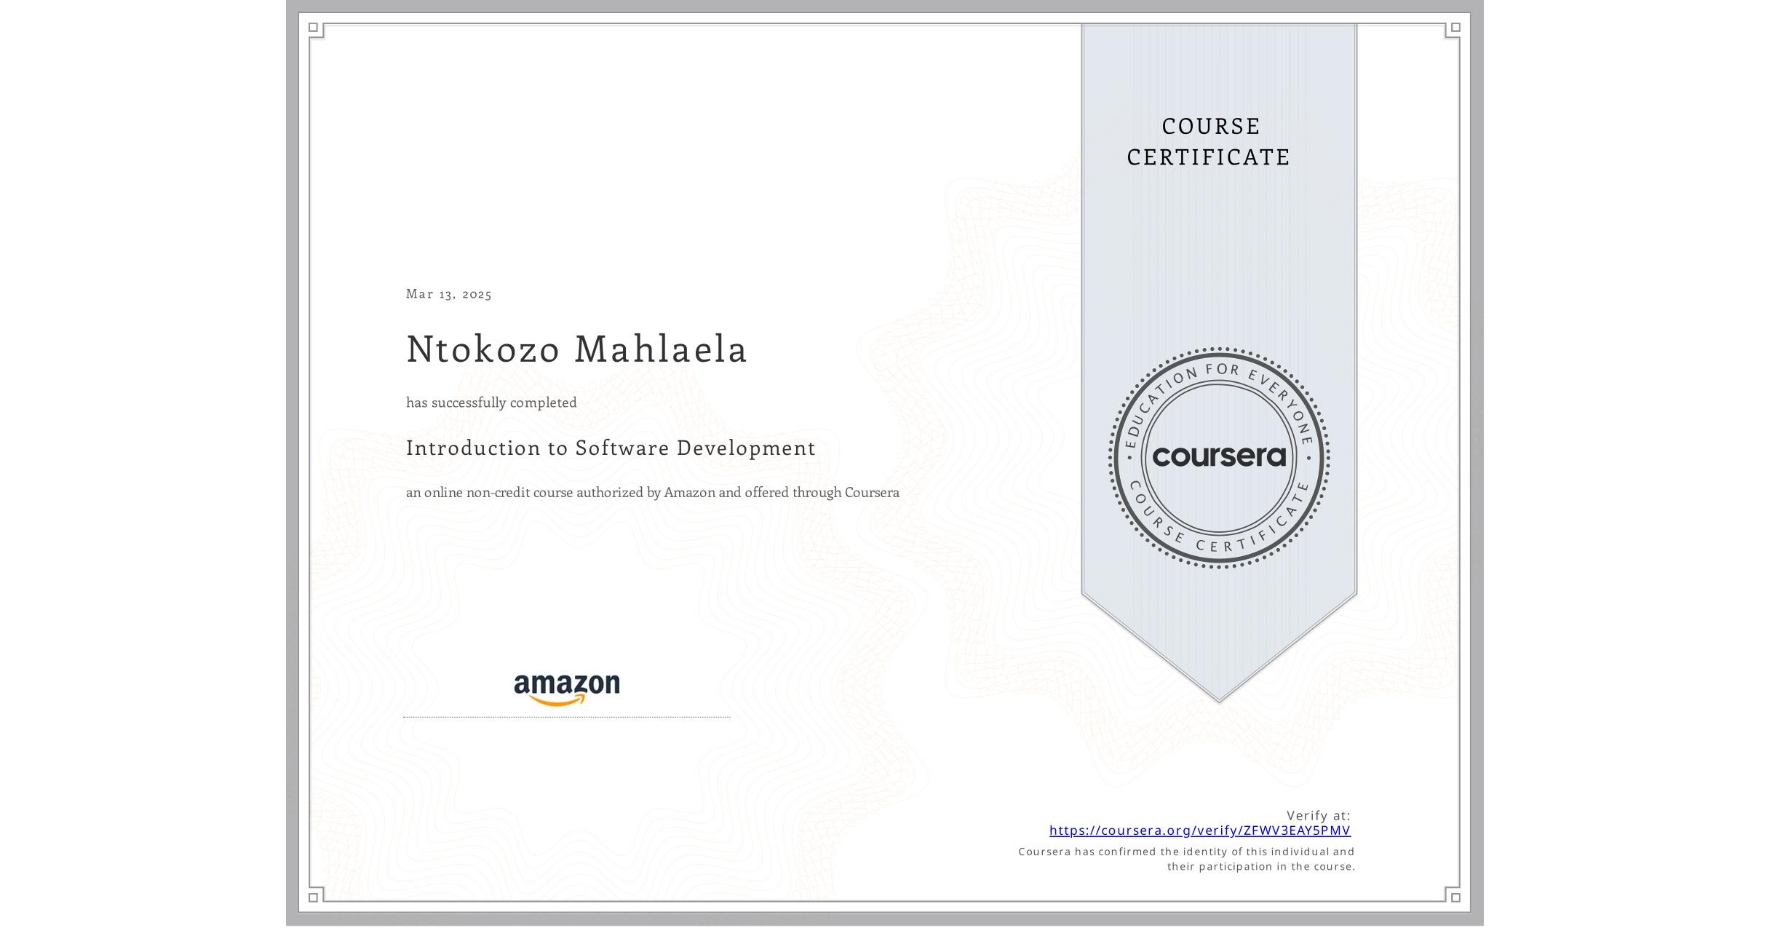 COURSE
CERTIFICATE
Mar 13, 2025
Ntokozo Mahlaela
has successfully completed
Introduction to Software Development
an online non-credit course authorized by Amazon and offered through Coursera
EDUCATION FOR EVERYONE
coursera
COURSE CERTIFICATE
amazon
Verify at:
https://coursera.org/verify/ZFWV3EAY5PMV
Coursera has confirmed the identity of this individual and
their participation in the course.